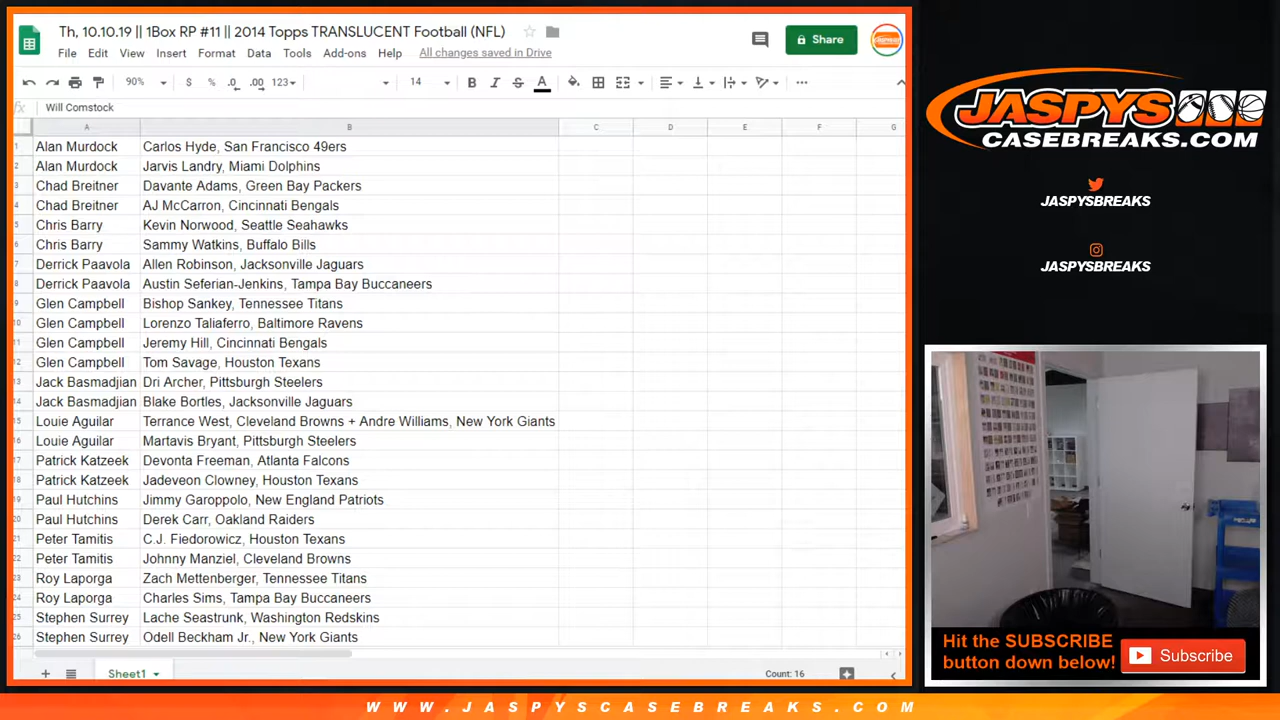 Th, 10.10.19 || 1Box RP #11 || 2014 Topps TRANSLUCENT Football (NFL)
File Edit View Insert Format Data Tools Add-ons Help All changes saved in Drive
Share
90% $ % .0 .00 123 14 B I S A
fx Will Comstock
A B C D E F G
1 Alan Murdock Carlos Hyde, San Francisco 49ers
2 Alan Murdock Jarvis Landry, Miami Dolphins
3 Chad Breitner Davante Adams, Green Bay Packers
4 Chad Breitner AJ McCarron, Cincinnati Bengals
5 Chris Barry Kevin Norwood, Seattle Seahawks
6 Chris Barry Sammy Watkins, Buffalo Bills
7 Derrick Paavola Allen Robinson, Jacksonville Jaguars
8 Derrick Paavola Austin Seferian-Jenkins, Tampa Bay Buccaneers
9 Glen Campbell Bishop Sankey, Tennessee Titans
10 Glen Campbell Lorenzo Taliaferro, Baltimore Ravens
11 Glen Campbell Jeremy Hill, Cincinnati Bengals
12 Glen Campbell Tom Savage, Houston Texans
13 Jack Basmadjian Dri Archer, Pittsburgh Steelers
14 Jack Basmadjian Blake Bortles, Jacksonville Jaguars
15 Louie Aguilar Terrance West, Cleveland Browns + Andre Williams, New York Giants
16 Louie Aguilar Martavis Bryant, Pittsburgh Steelers
17 Patrick Katzeek Devonta Freeman, Atlanta Falcons
18 Patrick Katzeek Jadeveon Clowney, Houston Texans
19 Paul Hutchins Jimmy Garoppolo, New England Patriots
20 Paul Hutchins Derek Carr, Oakland Raiders
21 Peter Tamitis C.J. Fiedorowicz, Houston Texans
22 Peter Tamitis Johnny Manziel, Cleveland Browns
23 Roy Laporga Zach Mettenberger, Tennessee Titans
24 Roy Laporga Charles Sims, Tampa Bay Buccaneers
25 Stephen Surrey Lache Seastrunk, Washington Redskins
26 Stephen Surrey Odell Beckham Jr., New York Giants
Sheet1 Count: 16
JASPYS
CASEBREAKS.COM
JASPYSBREAKS
JASPYSBREAKS
Hit the SUBSCRIBE
button down below!
Subscribe
WWW.JASPYSCASEBREAKS.COM